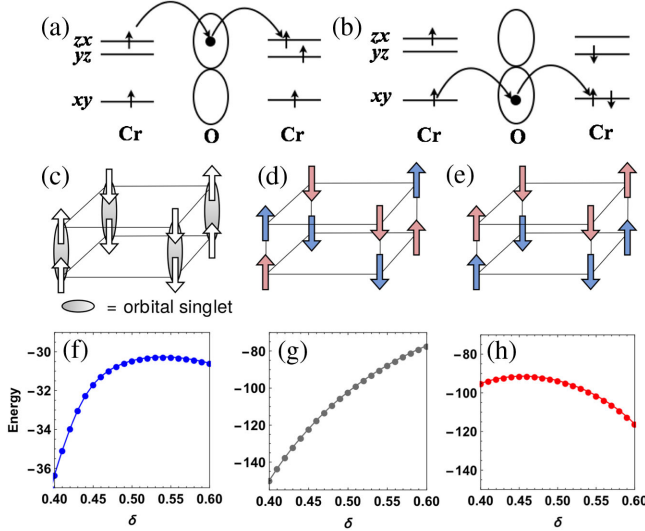 (a)
zx
yz
xy
Cr
O
Cr
(b)
zx
yz
xy
Cr
O
Cr
(c)
= orbital singlet
(d)
(e)
(f)
Energy
−30
−31
−32
−33
−34
−36
0.40
0.45
0.50
0.55
0.60
δ
(g)
−80
−100
−120
−140
0.40
0.45
0.50
0.55
0.60
δ
(h)
−80
−100
−120
−140
0.40
0.45
0.50
0.55
0.60
δ